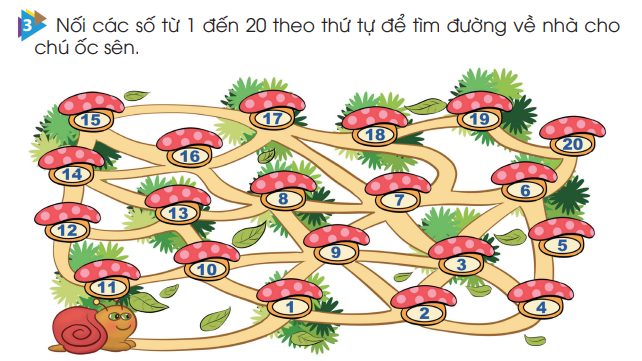 3 Nối các số từ 1 đến 20 theo thứ tự để tìm đường về nhà cho
chú ốc sên.
15 17 18 19 20
16
14 13 8 7 6
12 9 3 5
11 10 1 2 4